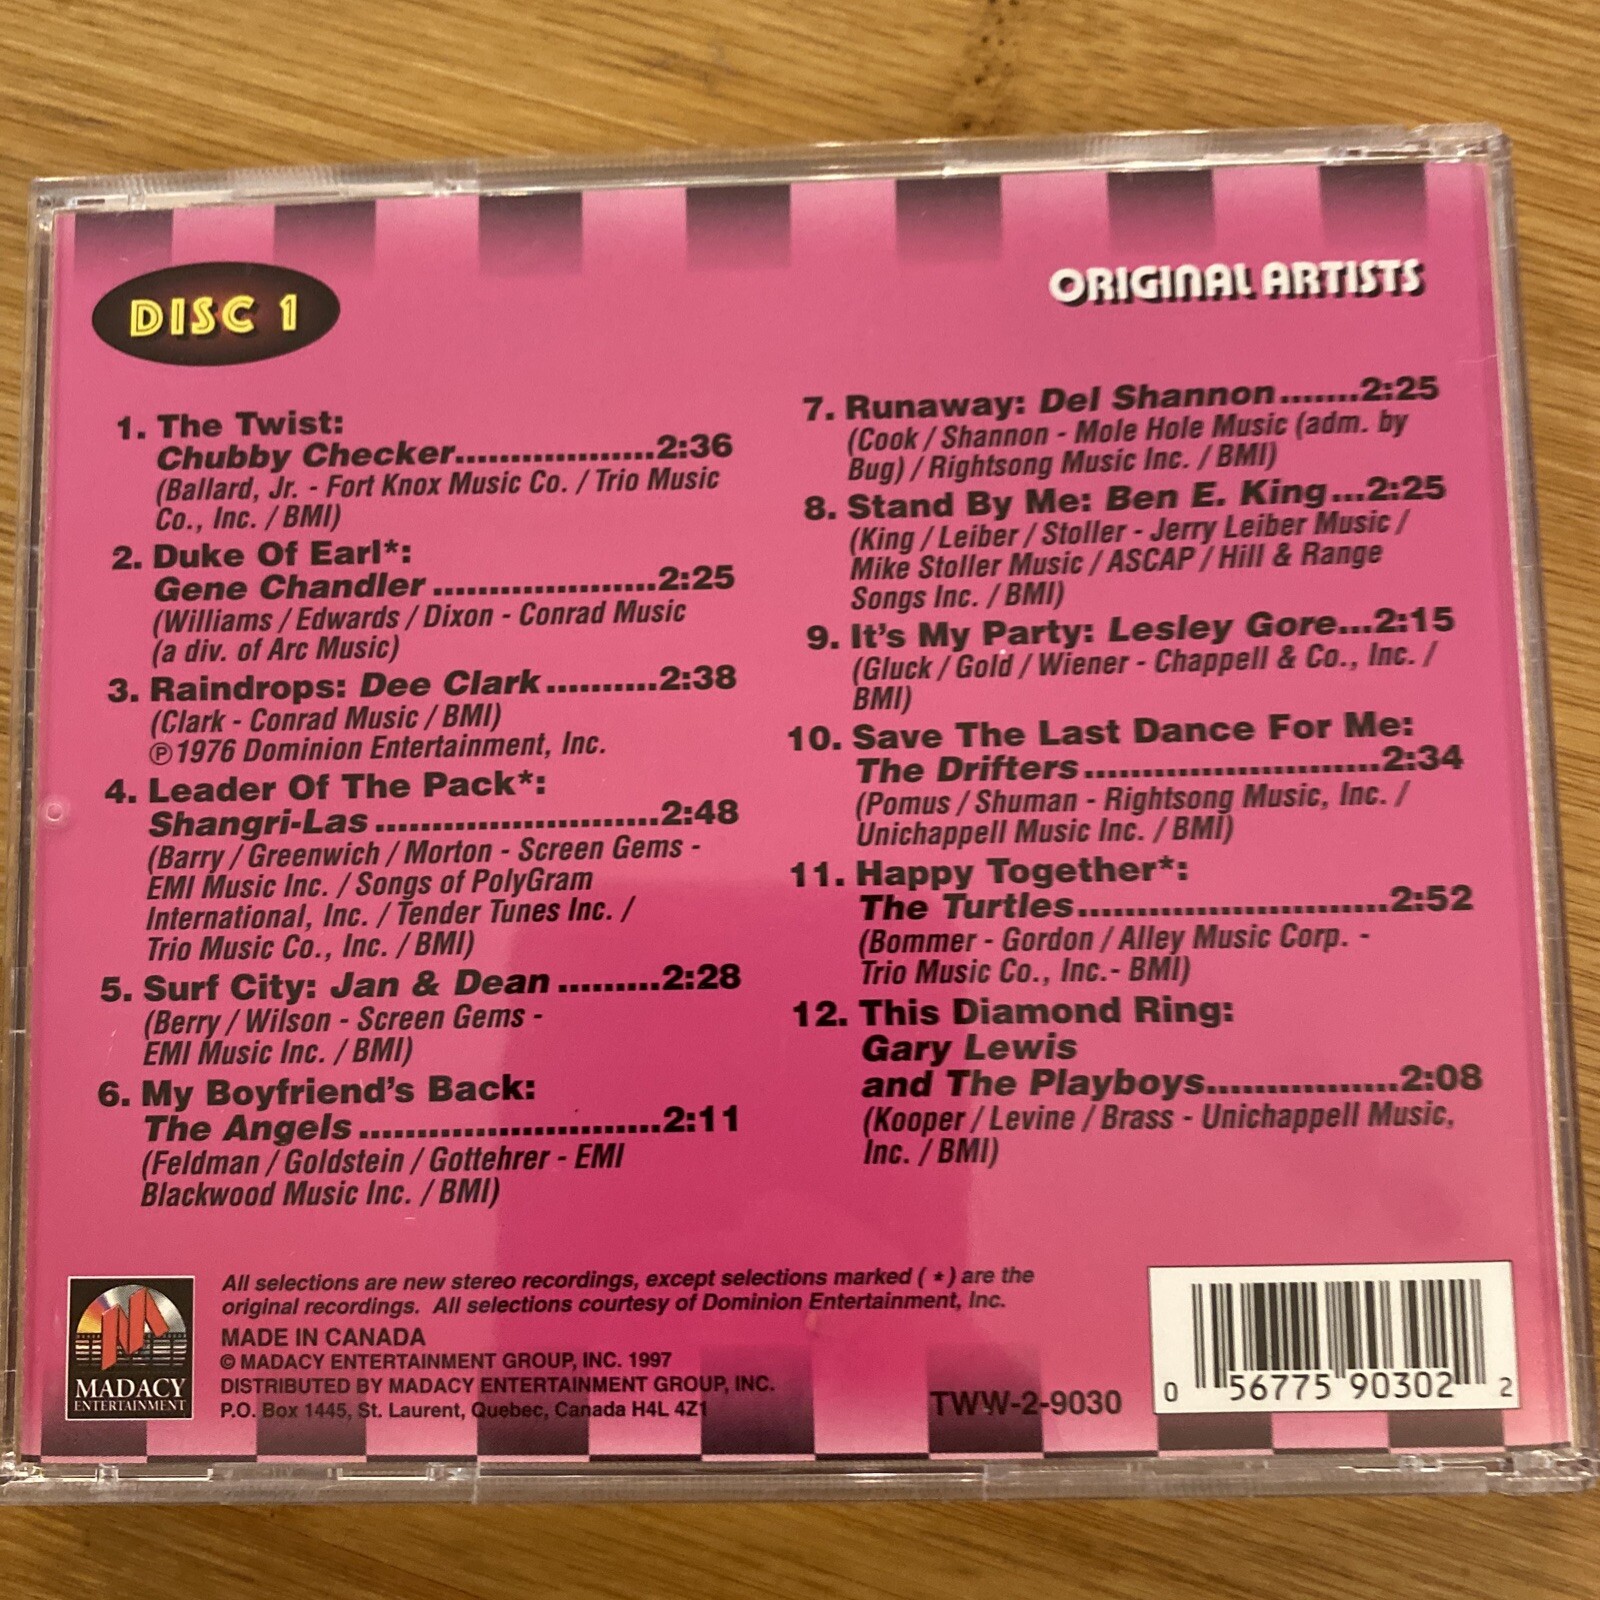 DISC 1
ORIGINAL ARTISTS
1. The Twist:
Chubby Checker..................2:36
(Ballard, Jr. - Fort Knox Music Co. / Trio Music
Co., Inc. / BMI)
2. Duke Of Earl*:
Gene Chandler ....................2:25
(Williams / Edwards / Dixon - Conrad Music
(a div. of Arc Music)
3. Raindrops: Dee Clark..........2:38
(Clark - Conrad Music / BMI)
℗1976 Dominion Entertainment, Inc.
4. Leader Of The Pack*:
Shangri-Las .........................2:48
(Barry / Greenwich / Morton - Screen Gems -
EMI Music Inc. / Songs of PolyGram
International, Inc. / Tender Tunes Inc. /
Trio Music Co., Inc. / BMI)
5. Surf City: Jan & Dean .........2:28
(Berry / Wilson - Screen Gems -
EMI Music Inc. / BMI)
6. My Boyfriend's Back:
The Angels ..........................2:11
(Feldman / Goldstein / Gottehrer - EMI
Blackwood Music Inc. / BMI)
7. Runaway: Del Shannon.......2:25
(Cook / Shannon - Mole Hole Music (adm. by
Bug) / Rightsong Music Inc. / BMI)
8. Stand By Me: Ben E. King...2:25
(King / Leiber / Stoller - Jerry Leiber Music /
Mike Stoller Music / ASCAP / Hill & Range
Songs Inc. / BMI)
9. It's My Party: Lesley Gore...2:15
(Gluck / Gold / Wiener - Chappell & Co., Inc. /
BMI)
10. Save The Last Dance For Me:
The Drifters..........................2:34
(Pomus / Shuman - Rightsong Music, Inc. /
Unichappell Music Inc. / BMI)
11. Happy Together*:
The Turtles...........................2:52
(Bommer - Gordon / Alley Music Corp. -
Trio Music Co., Inc.- BMI)
12. This Diamond Ring:
Gary Lewis
and The Playboys................2:08
(Kooper / Levine / Brass - Unichappell Music,
Inc. / BMI)
All selections are new stereo recordings, except selections marked ( * ) are the
original recordings. All selections courtesy of Dominion Entertainment, Inc.
MADE IN CANADA
© MADACY ENTERTAINMENT GROUP, INC. 1997
DISTRIBUTED BY MADACY ENTERTAINMENT GROUP, INC.
P.O. Box 1445, St. Laurent, Quebec, Canada H4L 4Z1
MADACY
ENTERTAINMENT
TWW-2-9030
0 56775 90302 2